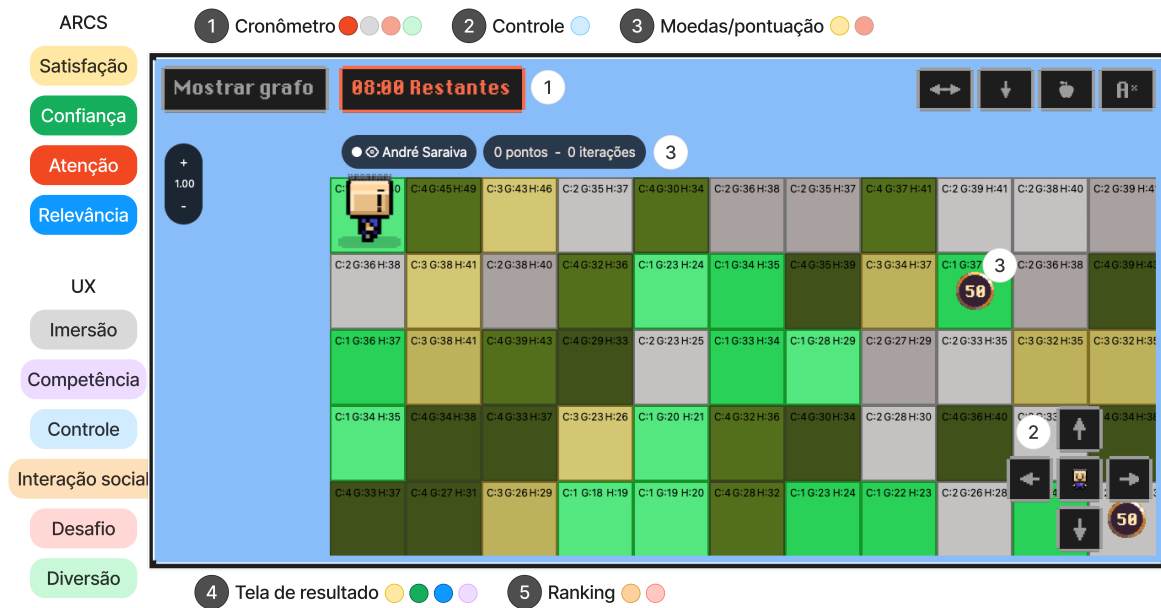 ARCS
Satisfação
Confiança
Atenção
Relevância
UX
Imersão
Competência
Controle
Interação social
Desafio
Diversão
1 Cronômetro 2 Controle 3 Moedas/pontuação
Mostrar grafo 08:00 Restantes 1 A*
+
1.00
-
André Saraiva 0 pontos - 0 iterações 3
C:4 G:45 H:49 C:3 G:43 H:46 C:2 G:35 H:37 C:4 G:30 H:34 C:2 G:36 H:38 C:2 G:35 H:37 C:4 G:37 H:41 C:2 G:39 H:41 C:2 G:38 H:40 C:2 G:39
C:2 G:36 H:38 C:3 G:38 H:41 C:2 G:38 H:40 C:4 G:32 H:36 C:1 G:23 H:24 C:1 G:34 H:35 C:4 G:35 H:39 C:3 G:34 H:37 C:1 G:37 3 C:2 G:36 H:38 C:4 G:39
50
C:1 G:36 H:37 C:3 G:38 H:41 C:4 G:39 H:43 C:4 G:29 H:33 C:2 G:23 H:25 C:1 G:33 H:34 C:1 G:28 H:29 C:2 G:27 H:29 C:2 G:33 H:35 C:3 G:32 H:35 C:3 G:32 H:35
C:1 G:34 H:35 C:4 G:34 H:38 C:4 G:33 H:37 C:3 G:23 H:26 C:1 G:20 H:21 C:4 G:32 H:36 C:4 G:30 H:34 C:2 G:28 H:30 C:4 G:36 H:40 G:34 H:38
2
C:4 G:33 H:37 C:4 G:27 H:31 C:3 G:26 H:29 C:1 G:18 H:19 C:1 G:19 H:20 C:4 G:28 H:32 C:1 G:23 H:24 C:1 G:22 H:23 C:2 G:26 H:28
50
4 Tela de resultado 5 Ranking